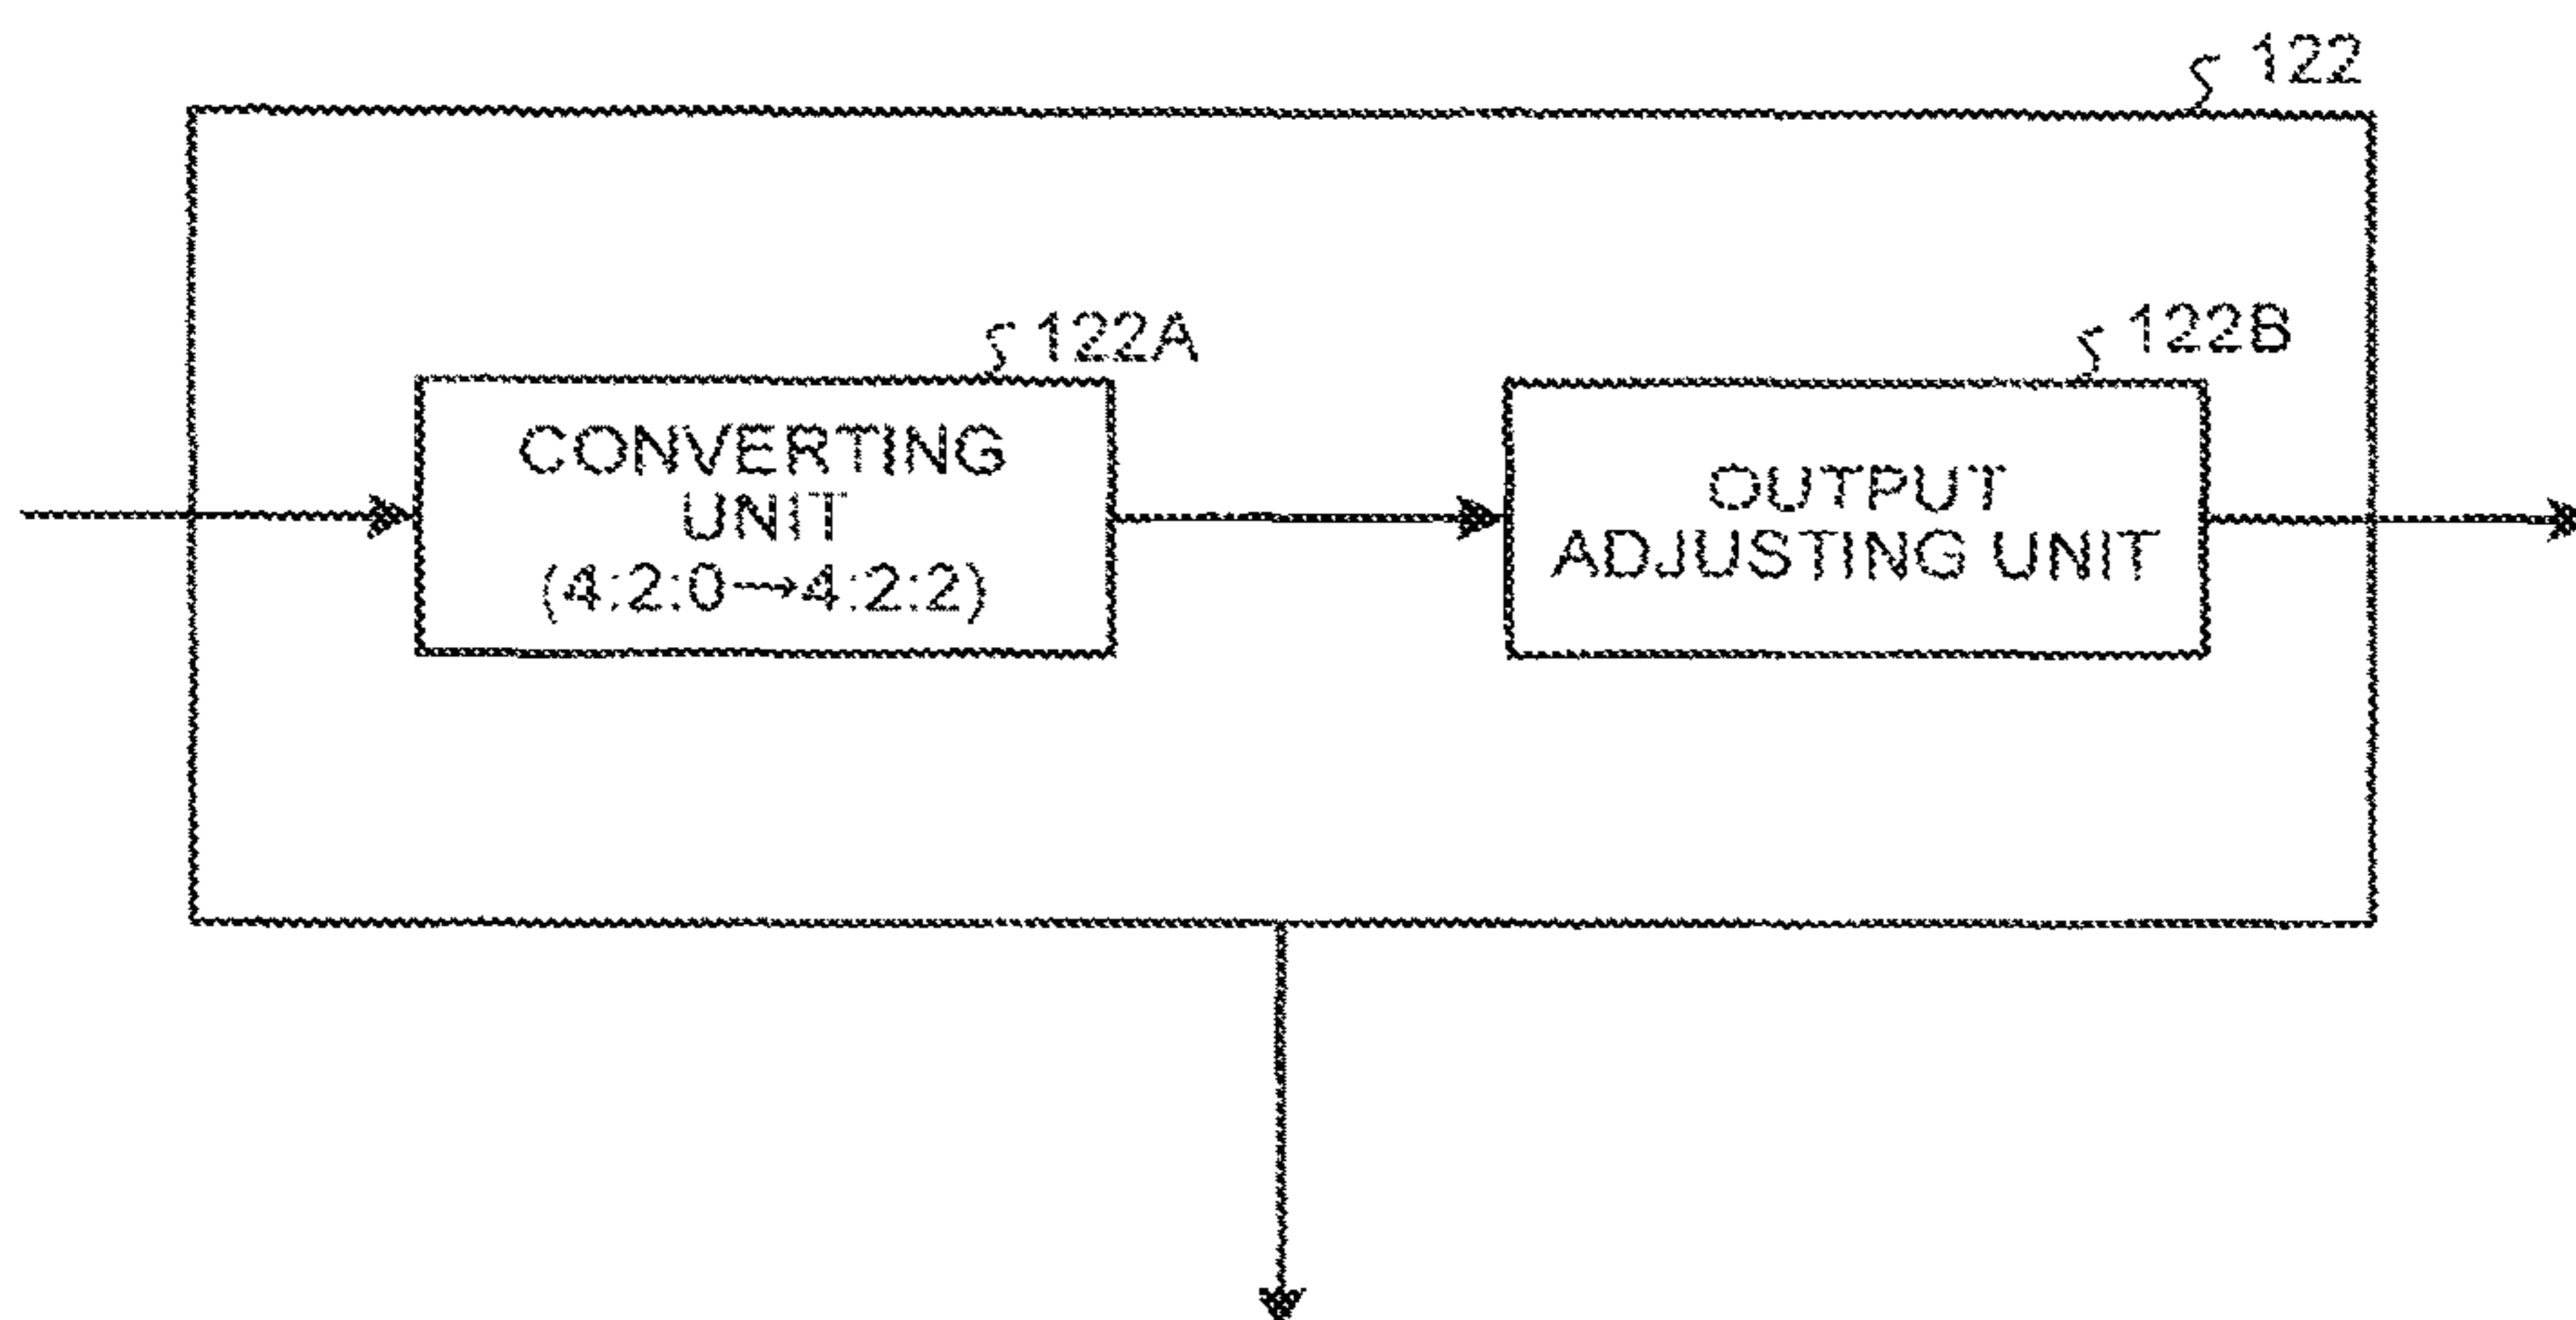 122
122A
CONVERTING
UNIT
(4:2:0→4:2:2)
122B
OUTPUT
ADJUSTING UNIT